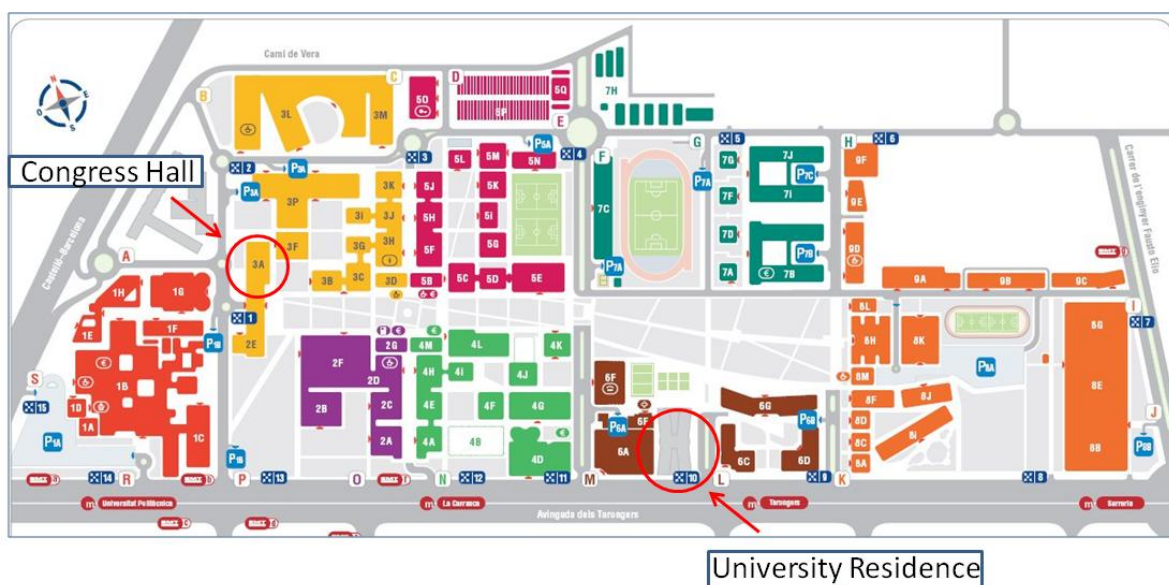 Camí de Vera
N
E
S
O
Castelló-Barcelona
Carrer de l'enginyer Fausto Elio
Congress Hall
B
C
D
E
F
G
H
A
I
J
S
R
P
O
N
M
L
K
3L
3M
5O
5P
5Q
7H
2
P2A
P3A
3
P5A
4
5
6
3P
3K
3I
3J
3F
3G
3H
3A
3B
3C
3D
5L
5M
5N
5J
5K
5H
5I
5F
5G
5B
5C
5D
5E
7C
P7A
P7A
7G
7J
P7C
7F
7I
7D
P7B
7A
7B
9F
9E
9D
9A
9B
9C
1H
1G
1E
1F
1
P1B
2E
1B
1D
1A
1C
15
P1A
P1B
2F
2G
2D
2B
2C
2A
4M
4L
4K
4H
4I
4J
4E
4F
4G
4A
4B
4D
6F
P6A
6A
6G
P6B
6C
6D
8L
8H
8K
P8A
8M
8F
8J
8D
8C
8A
8I
8G
8E
8B
7
P8B
14
13
12
11
10
9
8
Universitat Politècnica
La Carrasca
Tarongers
Serrería
Avinguda dels Tarongers
University Residence